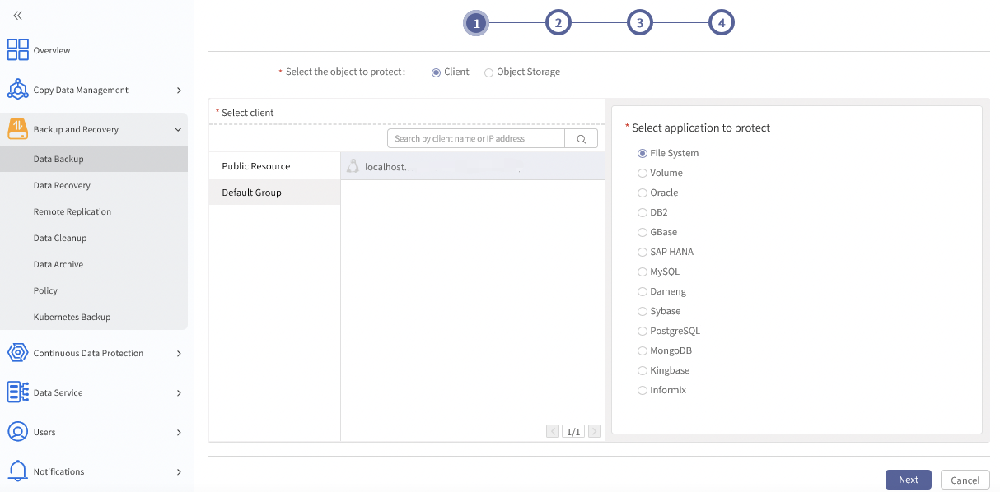 Overview
Copy Data Management
Backup and Recovery
Data Backup
Data Recovery
Remote Replication
Data Cleanup
Data Archive
Policy
Kubernetes Backup
Continuous Data Protection
Data Service
Users
Notifications
1 2 3 4
* Select the object to protect: Client Object Storage
* Select client
Search by client name or IP address
Public Resource
Default Group
localhost.
1/1
* Select application to protect
File System
Volume
Oracle
DB2
GBase
SAP HANA
MySQL
Dameng
Sybase
PostgreSQL
MongoDB
Kingbase
Informix
Next Cancel